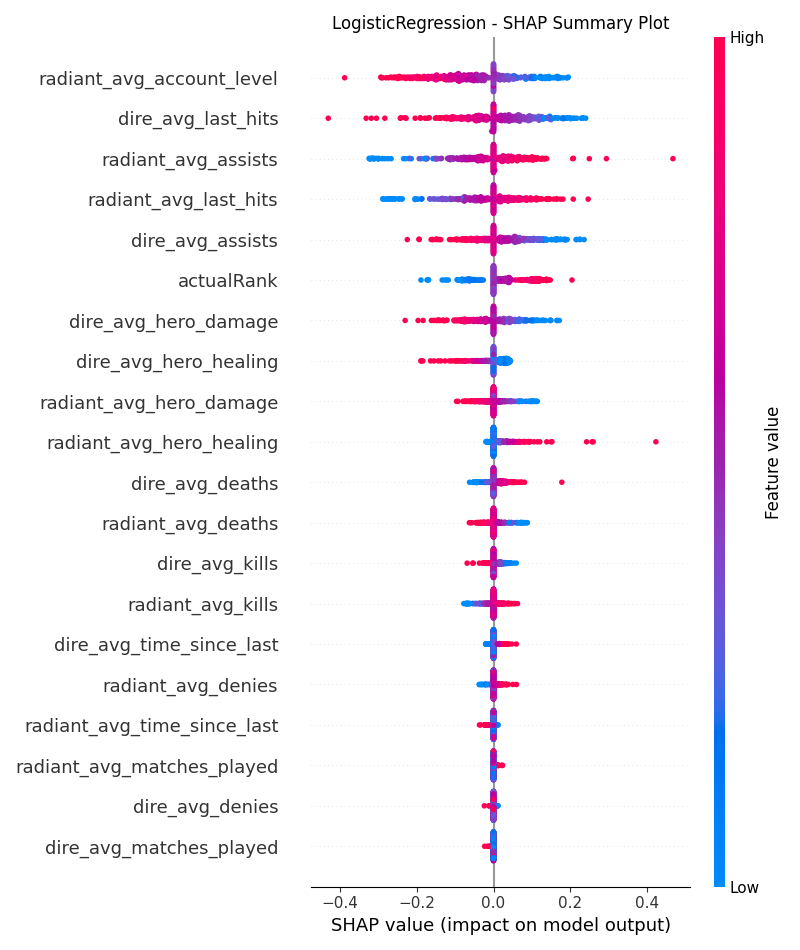 LogisticRegression - SHAP Summary Plot
High
radiant_avg_account_level
dire_avg_last_hits
radiant_avg_assists
radiant_avg_last_hits
dire_avg_assists
actualRank
dire_avg_hero_damage
dire_avg_hero_healing
radiant_avg_hero_damage
radiant_avg_hero_healing
dire_avg_deaths
radiant_avg_deaths
dire_avg_kills
radiant_avg_kills
dire_avg_time_since_last
radiant_avg_denies
radiant_avg_time_since_last
radiant_avg_matches_played
dire_avg_denies
dire_avg_matches_played
Feature value
Low
−0.4 −0.2 0.0 0.2 0.4
SHAP value (impact on model output)